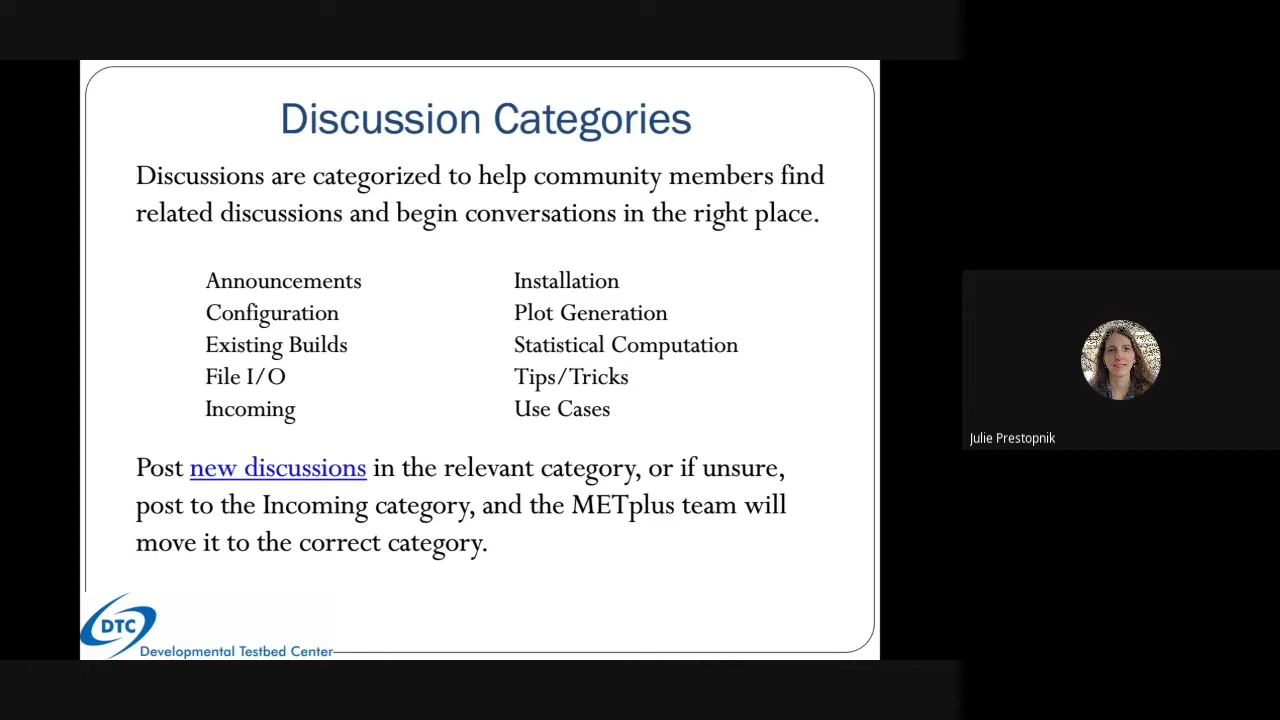 Discussion Categories
Discussions are categorized to help community members find
related discussions and begin conversations in the right place.
Announcements
Configuration
Existing Builds
File I/O
Incoming
Installation
Plot Generation
Statistical Computation
Tips/Tricks
Use Cases
Post new discussions in the relevant category, or if unsure,
post to the Incoming category, and the METplus team will
move it to the correct category.
DTC
Developmental Testbed Center
Julie Prestopnik